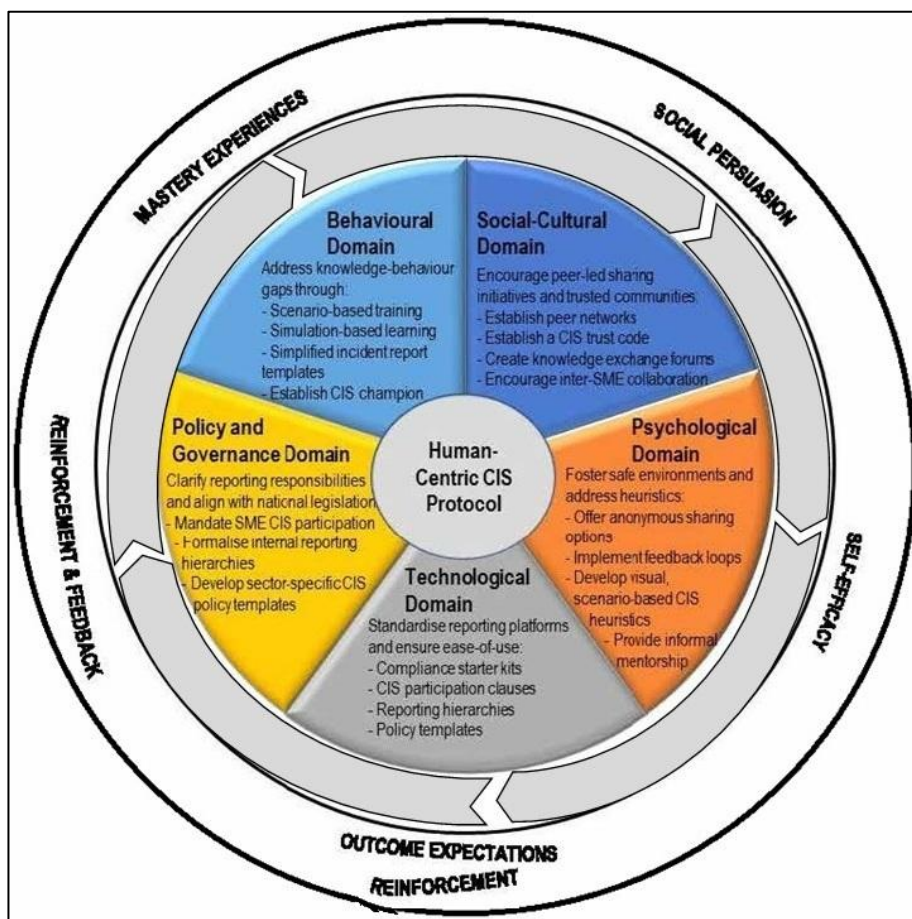 MASTERY EXPERIENCES
SOCIAL PERSUASION
Behavioural
Domain
Address knowledge-behaviour
gaps through:
- Scenario-based training
- Simulation-based learning
- Simplified incident report
templates
- Establish CIS champion
Social-Cultural
Domain
Encourage peer-led sharing
initiatives and trusted communities:
- Establish peer networks
- Establish a CIS trust code
- Create knowledge exchange forums
- Encourage inter-SME collaboration
Policy and
Governance Domain
Clarify reporting responsibilities
and align with national legislation
- Mandate SME CIS participation
- Formalise internal reporting
hierarchies
- Develop sector-specific CIS
policy templates
Human-
Centric CIS
Protocol
Psychological
Domain
Foster safe environments and
address heuristics:
- Offer anonymous sharing
options
- Implement feedback loops
- Develop visual,
scenario-based CIS
heuristics
- Provide informal
mentorship
Technological
Domain
Standardise reporting platforms
and ensure ease-of-use:
- Compliance starter kits
- CIS participation clauses
- Reporting hierarchies
- Policy templates
REINFORCEMENT & FEEDBACK
SELF-EFFICACY
OUTCOME EXPECTATIONS
REINFORCEMENT